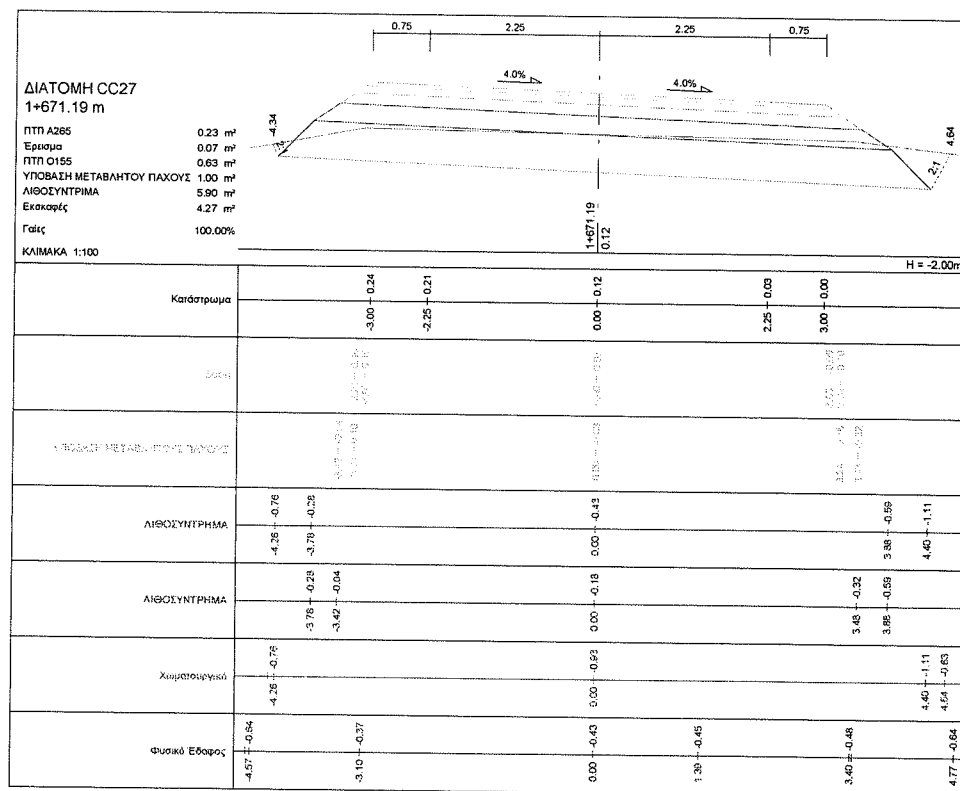 0.75 2.25 2.25 0.75
4.0% 4.0%
ΔΙΑΤΟΜΗ CC27
1+671.19 m
ΠΤΠ Α265 0.23 m²
Έρεισμα 0.07 m²
ΠΤΠ Ο155 0.63 m²
ΥΠΟΒΑΣΗ ΜΕΤΑΒΛΗΤΟΥ ΠΑΧΟΥΣ 1.00 m²
ΛΙΘΟΣΥΝΤΡΙΜΑ 5.90 m²
Εκσκαφές 4.27 m²
Γαίες 100.00%
ΚΛΙΜΑΚΑ 1:100
-4.34
4.64
2:1
1+671.19
0.12
H = -2.00m
Κατάστρωμα
0.24 0.21 0.12 0.03 0.00
-3.00 -2.25 0.00 2.25 3.00
ΛΙΘΟΣΥΝΤΡΗΜΑ
-0.76 -0.28 -0.43 -0.59 -1.11
-4.26 -3.78 0.00 3.88 4.40
ΛΙΘΟΣΥΝΤΡΗΜΑ
-0.28 -0.04 -0.18 -0.32 -0.59
-3.78 -3.42 0.00 3.48 3.88
Χωματουργικά
-0.76 -0.93 -1.11 -0.63
-4.26 0.00 4.40 4.64
Φυσικό Έδαφος
-0.64 -0.37 -0.43 -0.45 -0.48 -0.64
-4.57 -3.10 0.00 1.39 3.40 4.77